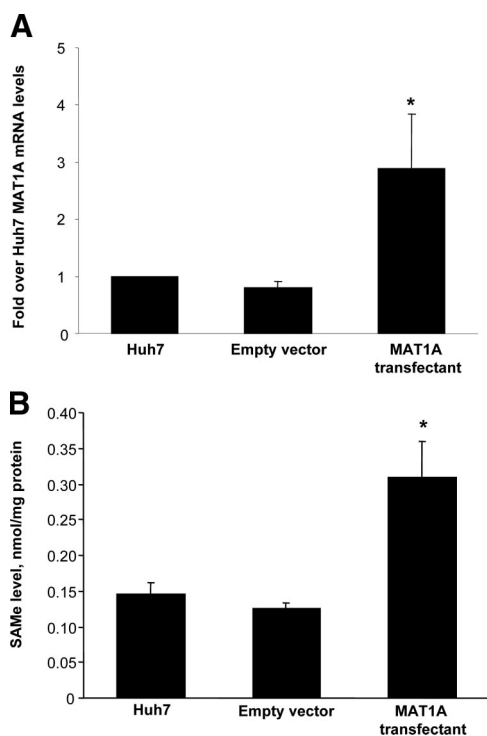 A
Fold over Huh7 MAT1A mRNA levels
5
4
3
2
1
0
*
Huh7
Empty vector
MAT1A
transfectant
B
SAMe level, nmol/mg protein
0.40
0.35
0.30
0.25
0.20
0.15
0.10
0.05
0
*
Huh7
Empty vector
MAT1A
transfectant